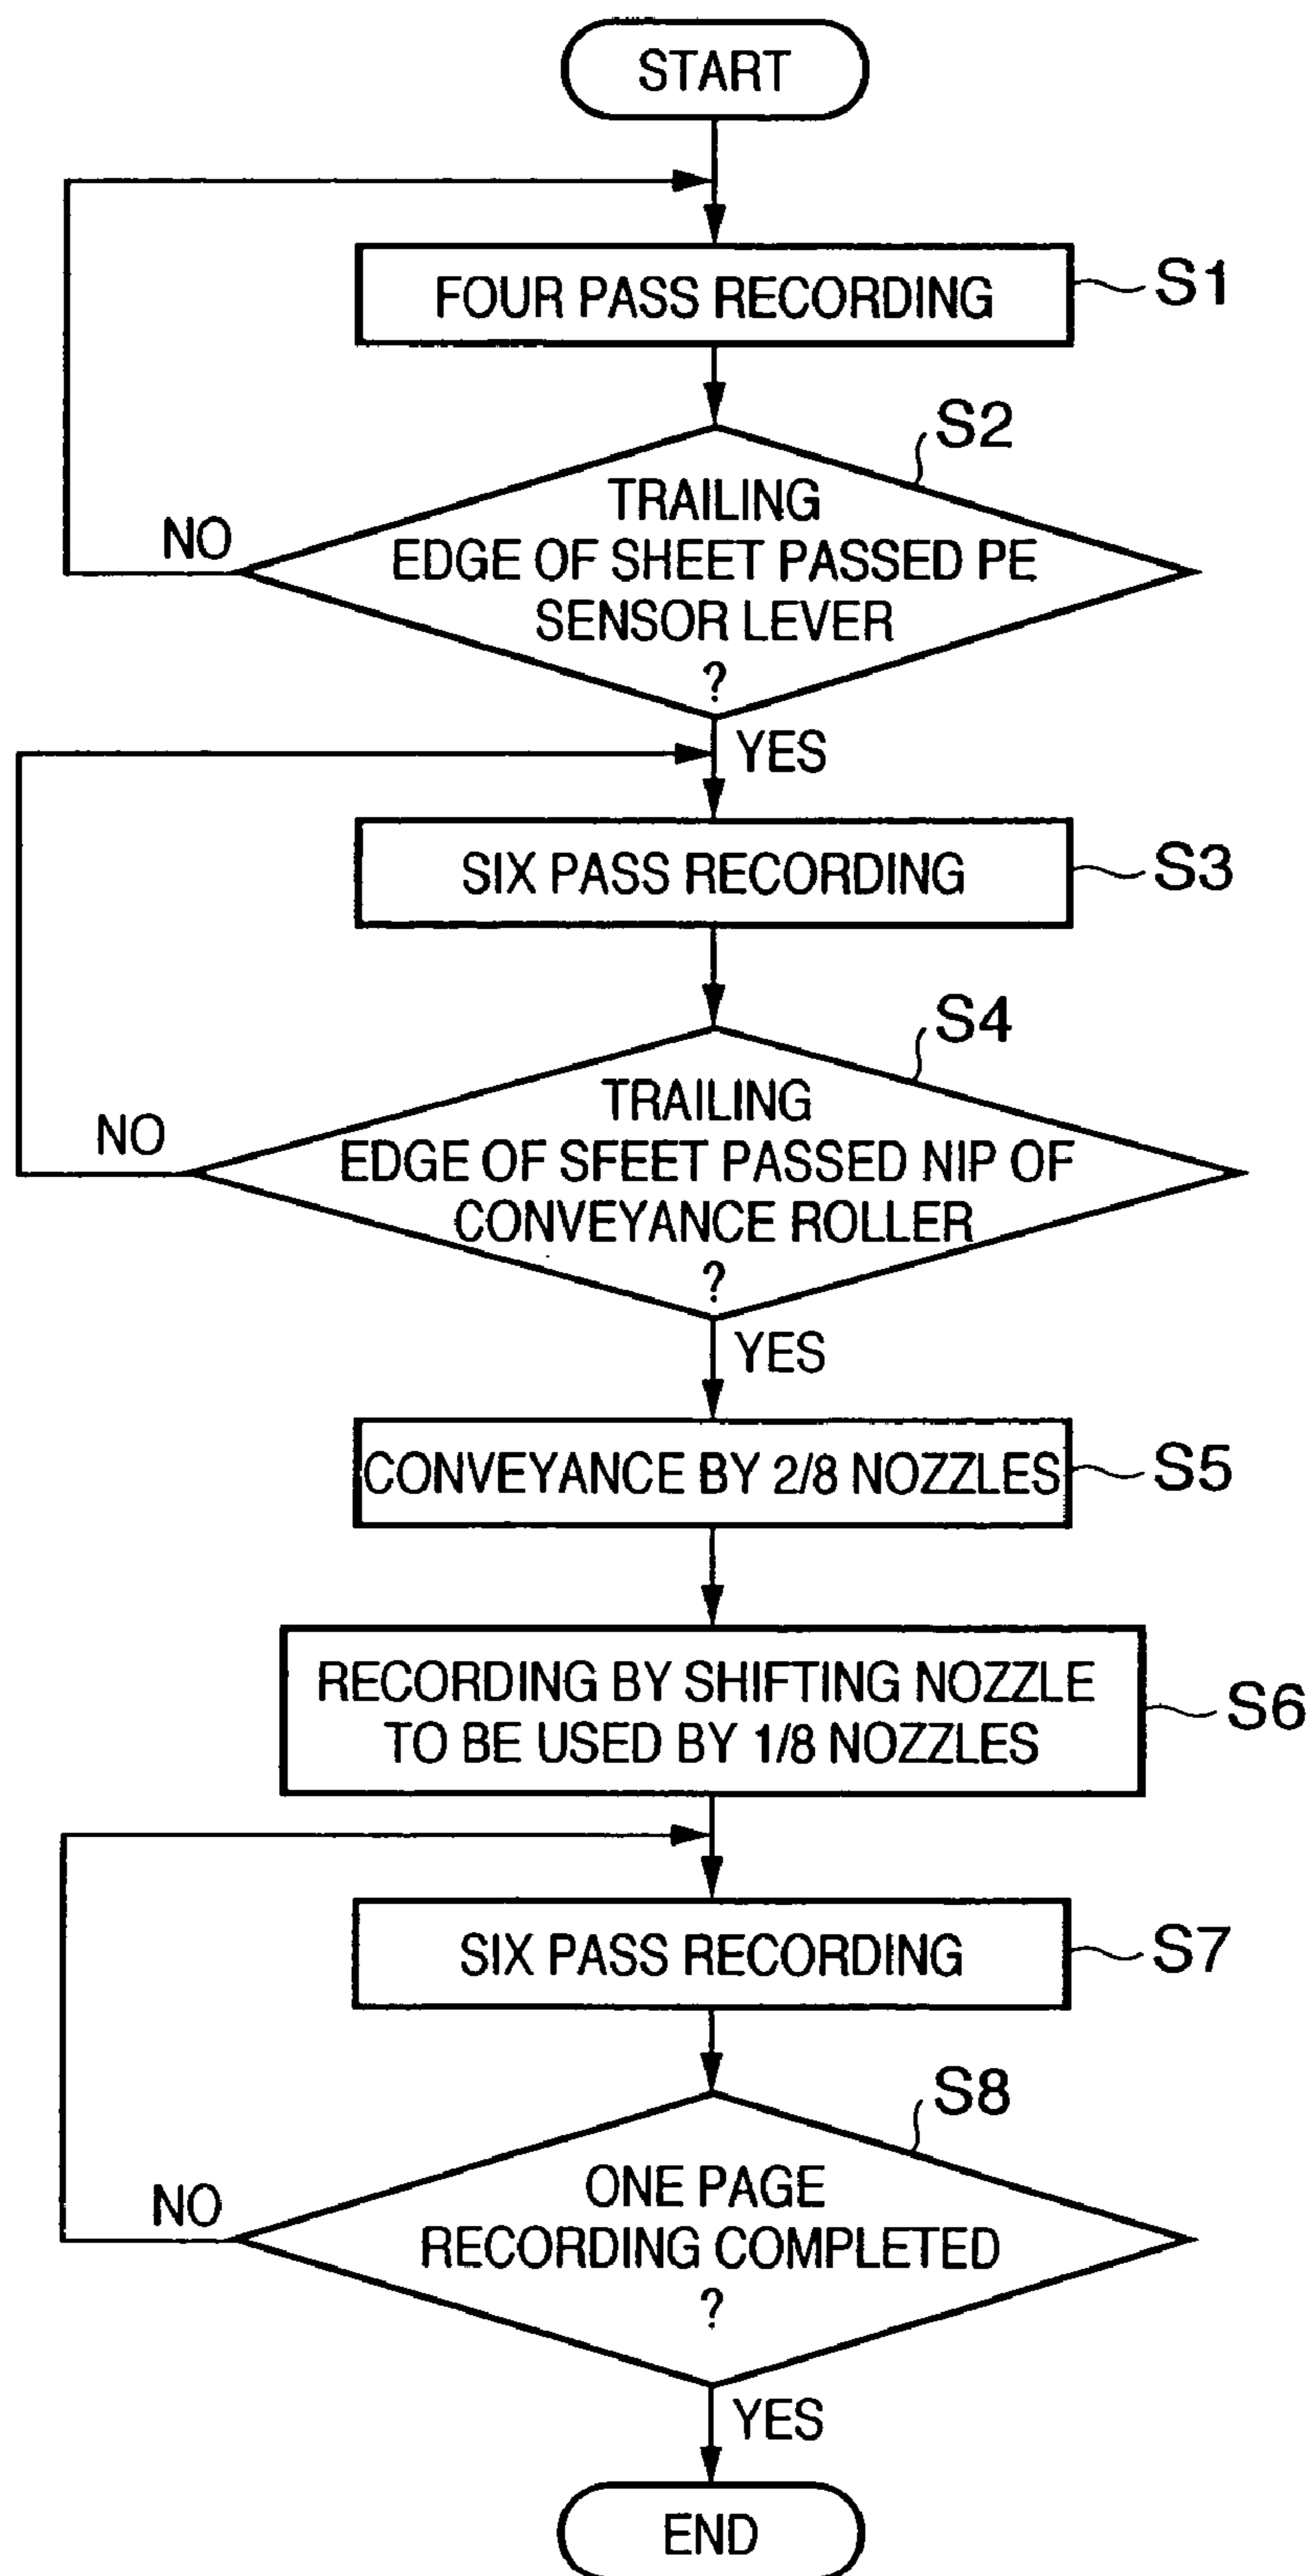 START
FOUR PASS RECORDING
S1
S2
TRAILING
EDGE OF SHEET PASSED PE
SENSOR LEVER
?
NO
YES
SIX PASS RECORDING
S3
S4
TRAILING
EDGE OF SFEET PASSED NIP OF
CONVEYANCE ROLLER
?
NO
YES
CONVEYANCE BY 2/8 NOZZLES
S5
RECORDING BY SHIFTING NOZZLE
TO BE USED BY 1/8 NOZZLES
S6
SIX PASS RECORDING
S7
S8
ONE PAGE
RECORDING COMPLETED
?
NO
YES
END